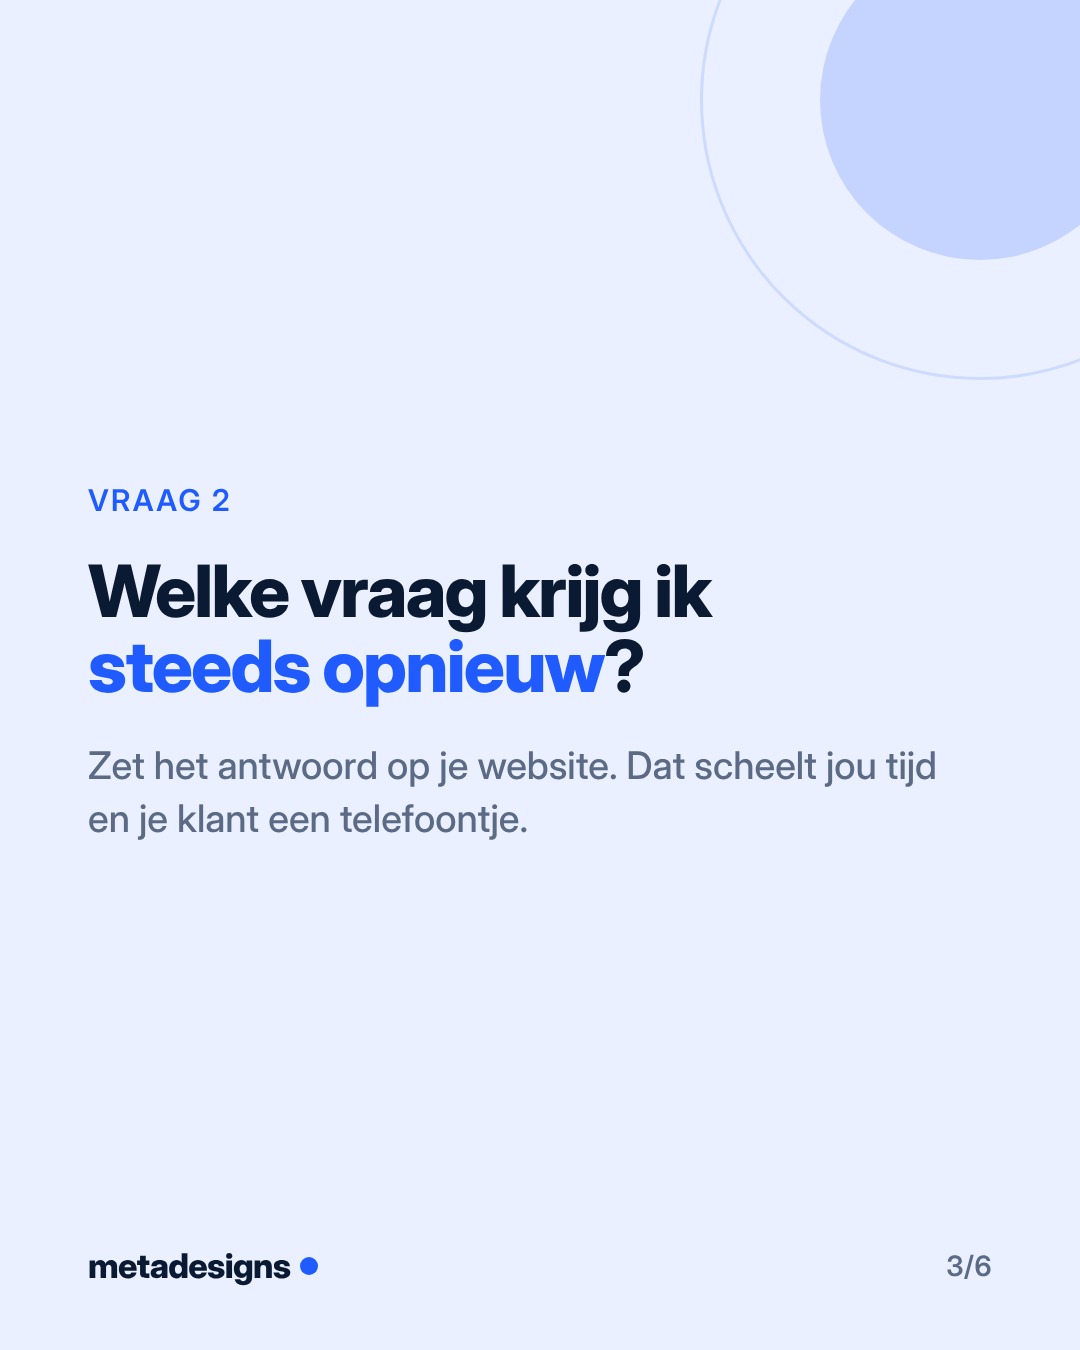 VRAAG 2
Welke vraag krijg ik
steeds opnieuw?
Zet het antwoord op je website. Dat scheelt jou tijd
en je klant een telefoontje.
metadesigns
3/6